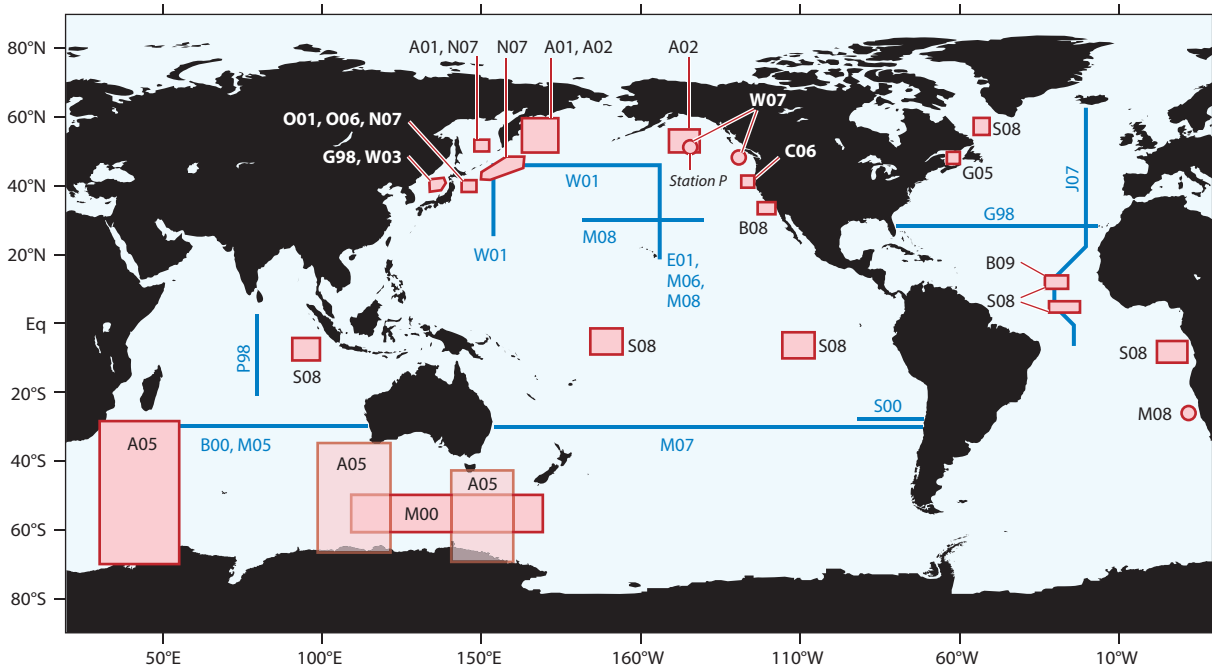 80°N
60°N
40°N
20°N
Eq
20°S
40°S
60°S
80°S
A01, N07
N07
A01, A02
A02
W07
O01, O06, N07
G98, W03
C06
Station P
B08
W01
W01
M08
E01,
M06,
M08
S08
G05
J07
G98
B09
S08
P98
S08
S08
S08
S08
M08
S00
B00, M05
M07
A05
A05
A05
M00
50°E
100°E
150°E
160°W
110°W
60°W
10°W